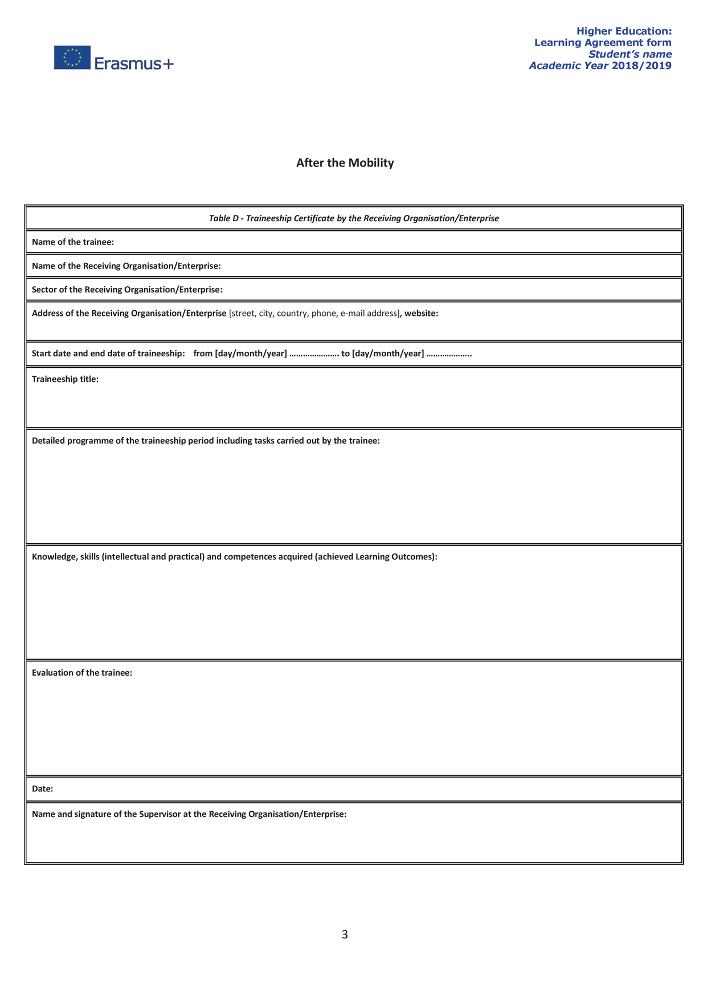 Higher Education:
Learning Agreement form
Student’s name
Academic Year 2018/2019
Erasmus+
After the Mobility
Table D - Traineeship Certificate by the Receiving Organisation/Enterprise
Name of the trainee:
Name of the Receiving Organisation/Enterprise:
Sector of the Receiving Organisation/Enterprise:
Address of the Receiving Organisation/Enterprise [street, city, country, phone, e-mail address], website:
Start date and end date of traineeship: from [day/month/year] …………………. to [day/month/year] ………………..
Traineeship title:
Detailed programme of the traineeship period including tasks carried out by the trainee:
Knowledge, skills (intellectual and practical) and competences acquired (achieved Learning Outcomes):
Evaluation of the trainee:
Date:
Name and signature of the Supervisor at the Receiving Organisation/Enterprise:
3